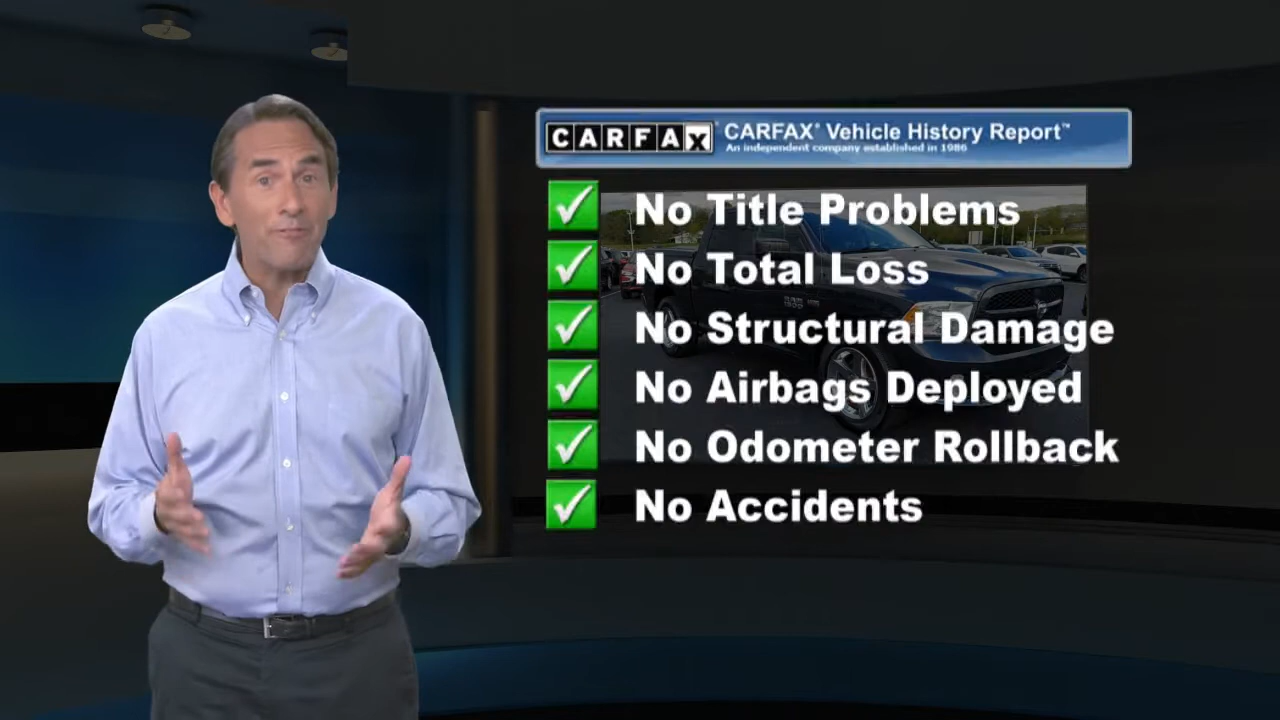 CARFAX
CARFAX® Vehicle History Report™
An independent company established in 1986
No Title Problems
No Total Loss
No Structural Damage
No Airbags Deployed
No Odometer Rollback
No Accidents